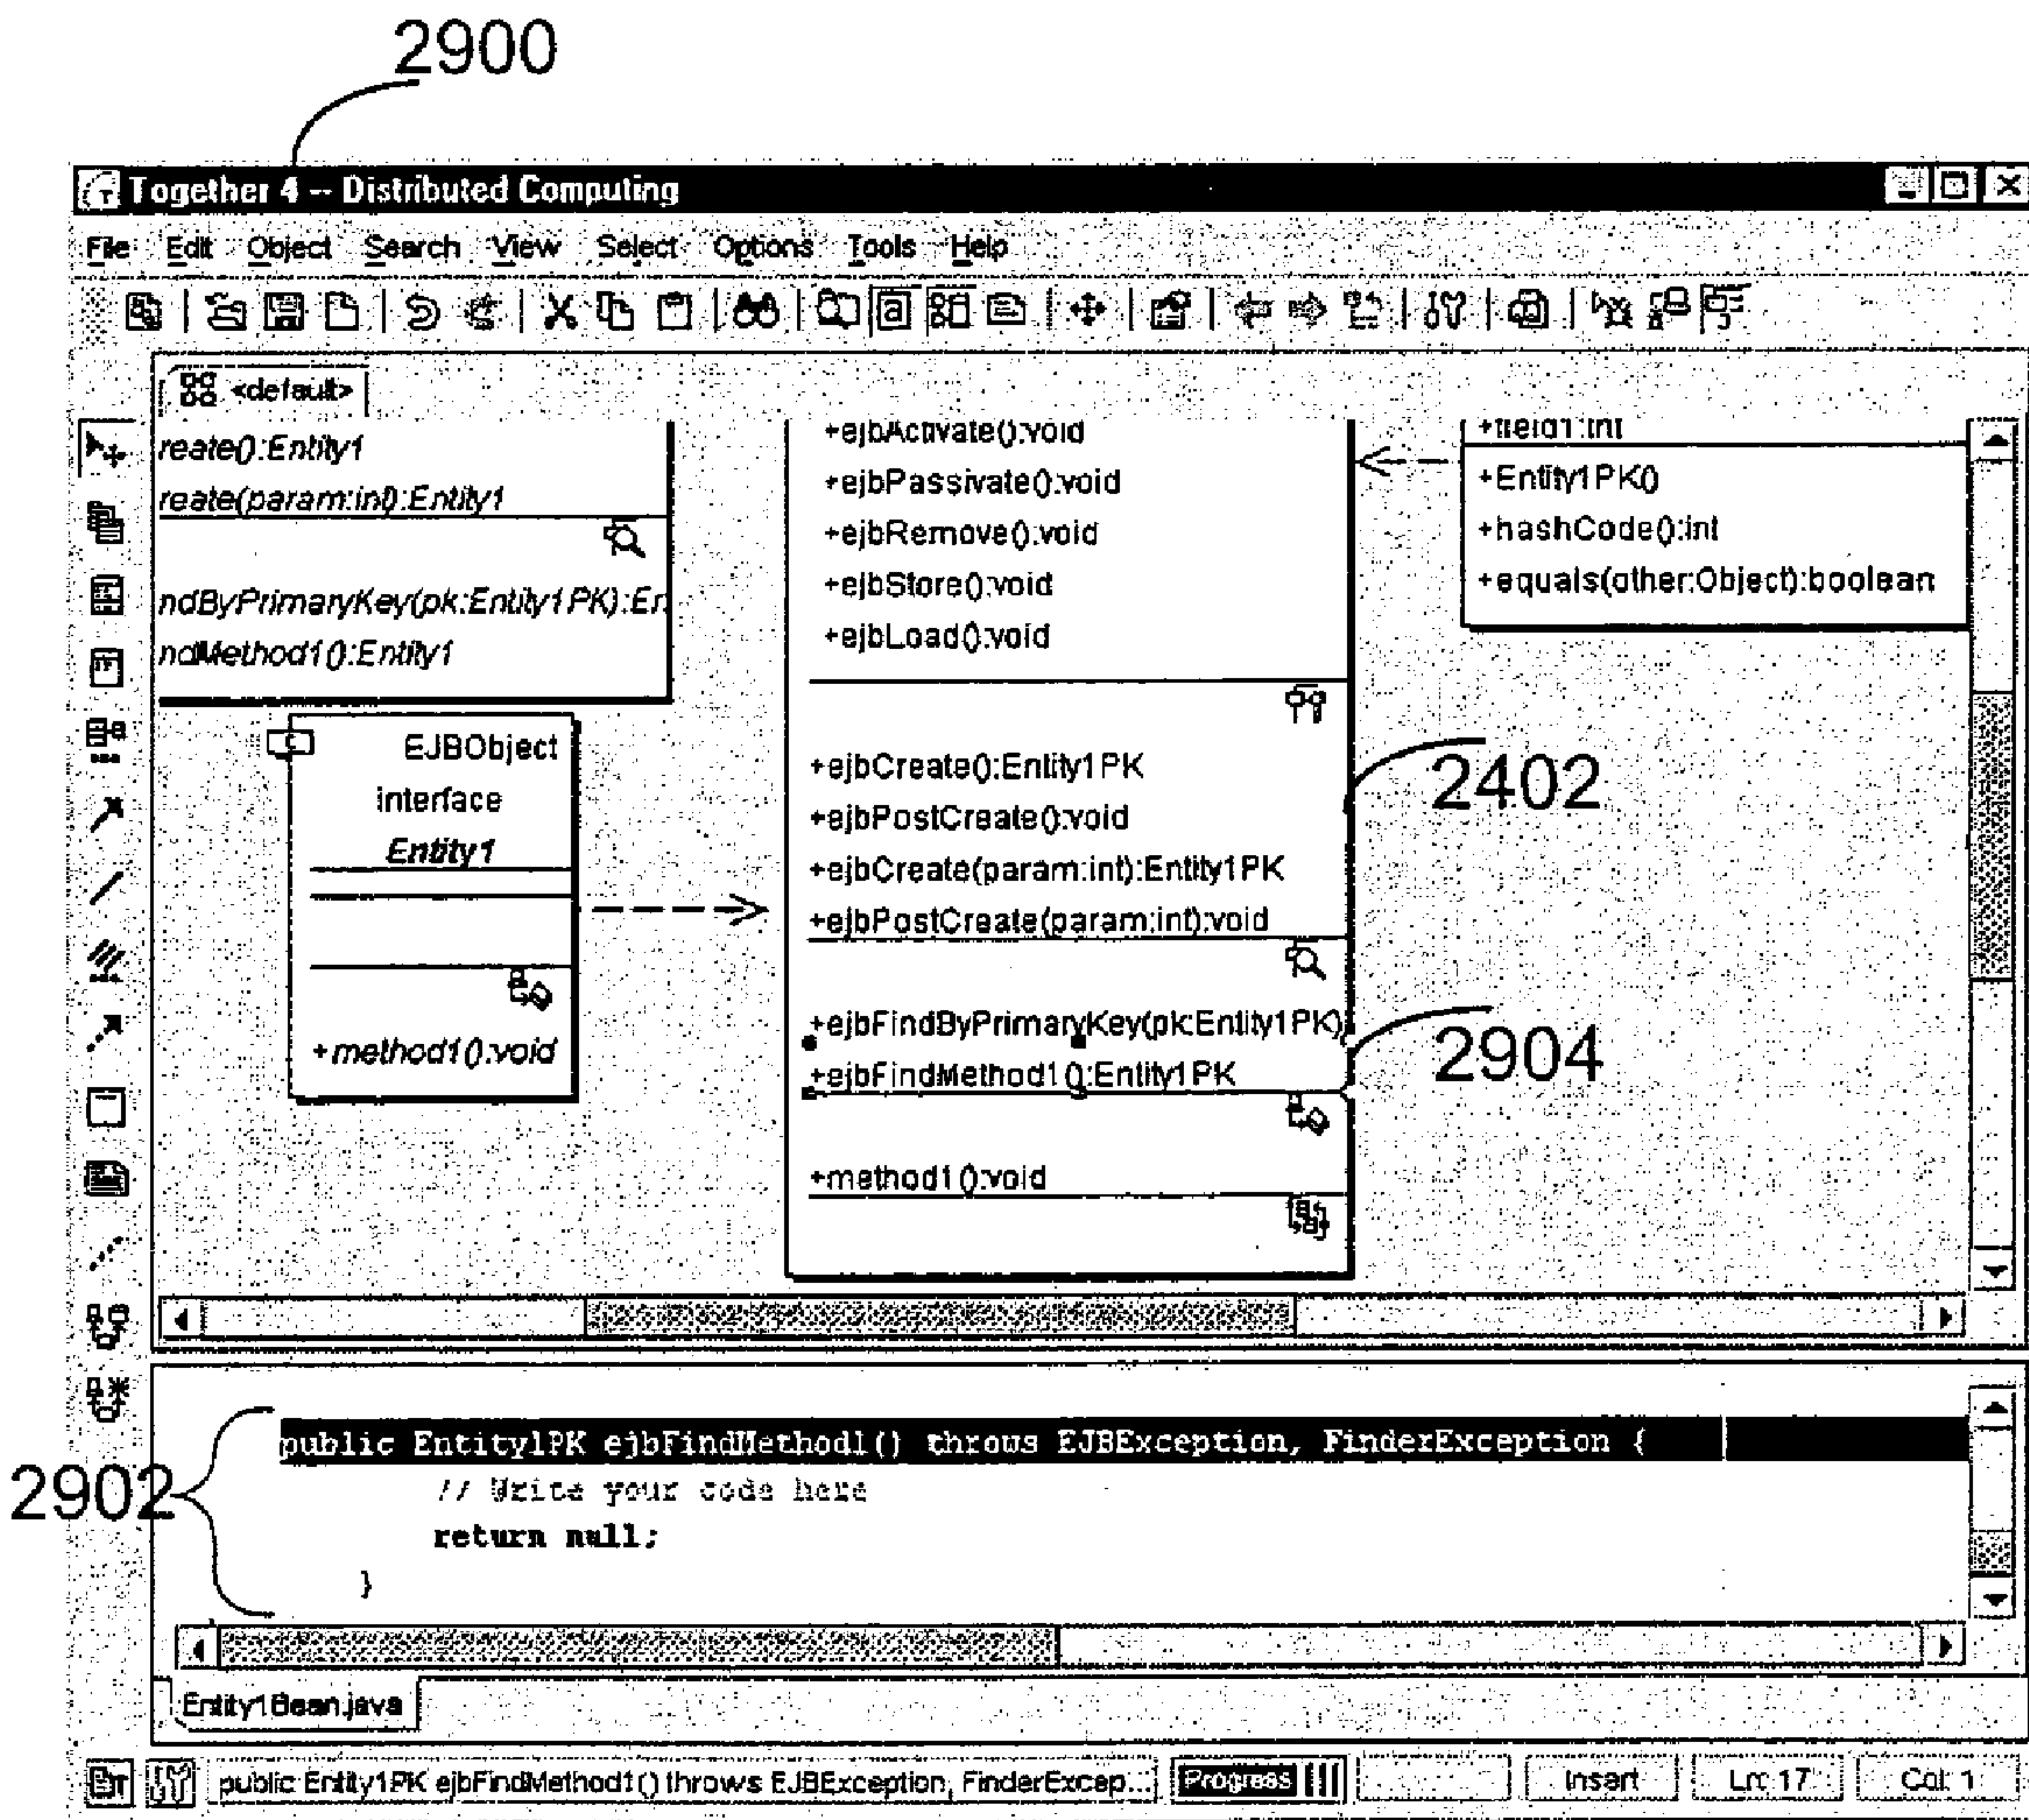 2900
Together 4 -- Distributed Computing
File Edit Object Search View Select Options Tools Help
<default>
reate():Entity1
reate(param:int):Entity1
ndByPrimaryKey(pk:Entity1PK):En
ndMethod1():Entity1
EJBObject
interface
Entity1
+method1():void
+ejbActivate():void
+ejbPassivate():void
+ejbRemove():void
+ejbStore():void
+ejbLoad():void
+ejbCreate():Entity1PK
+ejbPostCreate():void
+ejbCreate(param:int):Entity1PK
+ejbPostCreate(param:int):void
+ejbFindByPrimaryKey(pk:Entity1PK)
+ejbFindMethod1():Entity1PK
+method1():void
+field1:int
+Entity1PK()
+hashCode():int
+equals(other:Object):boolean
2402
2904
2902
public Entity1PK ejbFindMethod1() throws EJBException, FinderException {
// Write your code here
return null;
}
Entity1Bean.java
public Entity1PK ejbFindMethod1() throws EJBException, FinderExcep... Progress Insert Ln: 17 Col: 1